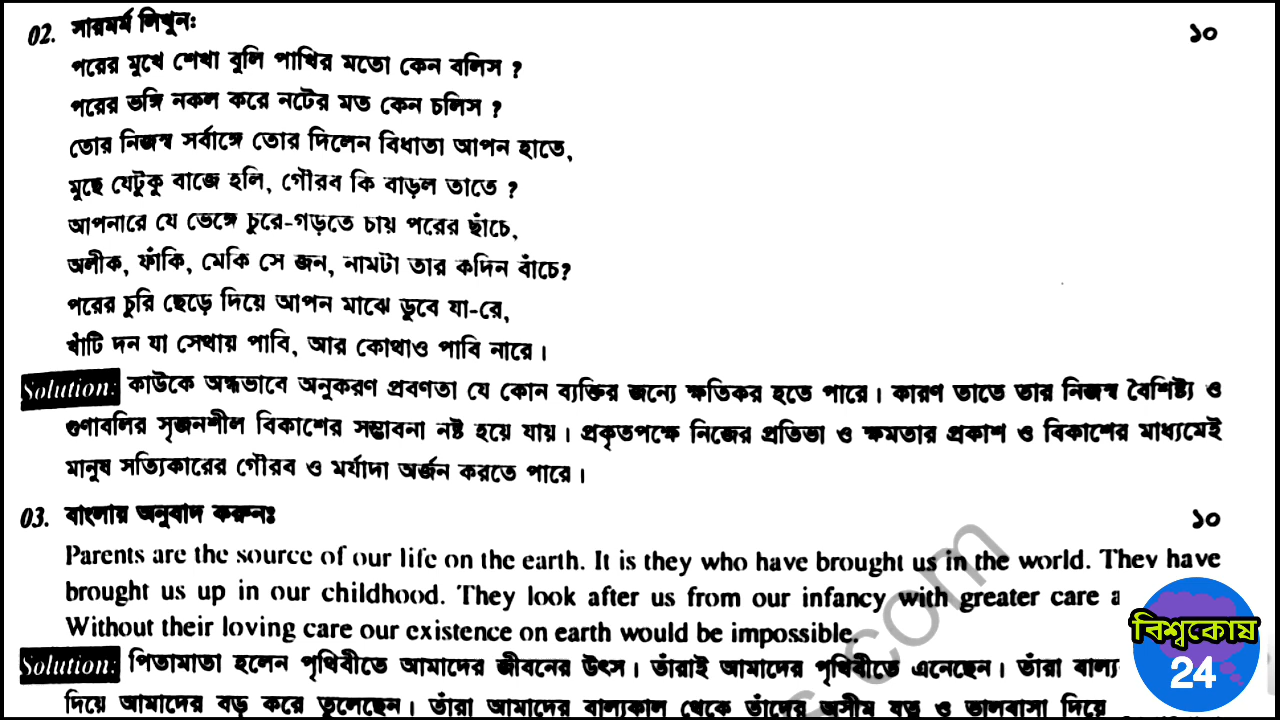 02. সারমর্ম লিখুনঃ ১০
পরের মুখে শেখা বুলি পাখির মতো কেন বলিস ?
পরের ভঙ্গি নকল করে নটের মত কেন চলিস ?
তোর নিজস্ব সর্বাঙ্গে তোর দিলেন বিধাতা আপন হাতে,
মুছে যেটুকু বাজে হলি, গৌরব কি বাড়ল তাতে ?
আপনারে যে ভেঙ্গে চুরে-গড়তে চায় পরের ছাঁচে,
অলীক, ফাঁকি, মেকি সে জন, নামটা তার কদিন বাঁচে?
পরের চুরি ছেড়ে দিয়ে আপন মাঝে ডুবে যা-রে,
খাঁটি দন যা সেথায় পাবি, আর কোথাও পাবি নারে।
Solution: কাউকে অন্ধভাবে অনুকরণ প্রবণতা যে কোন ব্যক্তির জন্যে ক্ষতিকর হতে পারে। কারণ তাতে তার নিজস্ব বৈশিষ্ট্য ও
গুণাবলির সৃজনশীল বিকাশের সম্ভাবনা নষ্ট হয়ে যায়। প্রকৃতপক্ষে নিজের প্রতিভা ও ক্ষমতার প্রকাশ ও বিকাশের মাধ্যমেই
মানুষ সত্যিকারের গৌরব ও মর্যাদা অর্জন করতে পারে।
03. বাংলায় অনুবাদ করুনঃ ১০
Parents are the source of our life on the earth. It is they who have brought us in the world. They have
brought us up in our childhood. They look after us from our infancy with greater care a
Without their loving care our existence on earth would be impossible.
Solution: পিতামাতা হলেন পৃথিবীতে আমাদের জীবনের উৎস। তাঁরাই আমাদের পৃথিবীতে এনেছেন। তাঁরা বাল্য
দিয়ে আমাদের বড় করে তুলেছেন। তাঁরা আমাদের বাল্যকাল থেকে তাঁদের অসীম যত্ন ও ভালবাসা দিয়ে
s.com
বিশ্বকোষ
24